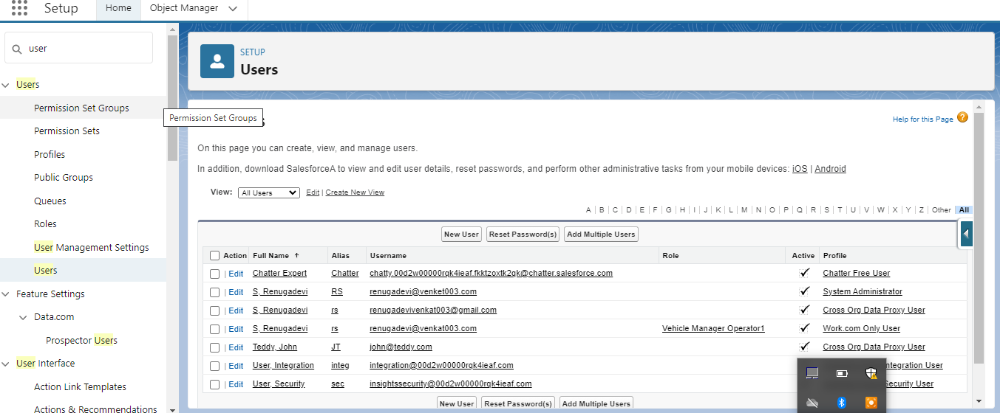 Setup Home Object Manager
user
Users
Permission Set Groups
Permission Sets
Profiles
Public Groups
Queues
Roles
User Management Settings
Users
Feature Settings
Data.com
Prospector Users
User Interface
Action Link Templates
Actions & Recommendations
Permission Set Groups
SETUP
Users
Help for this Page
On this page you can create, view, and manage users.
In addition, download SalesforceA to view and edit user details, reset passwords, and perform other administrative tasks from your mobile devices: iOS | Android
View: All Users Edit | Create New View
A | B | C | D | E | F | G | H | I | J | K | L | M | N | O | P | Q | R | S | T | U | V | W | X | Y | Z | Other All
New User Reset Password(s) Add Multiple Users
Action Full Name Alias Username Role Active Profile
| Edit Chatter Expert Chatter chatty.00d2w00000rqk4ieaf.fkktzoxtk2qk@chatter.salesforce.com Chatter Free User
| Edit S, Renugadevi RS renugadevi@venket003.com System Administrator
| Edit S, Renugadevi rs renugadevivenkat003@gmail.com Cross Org Data Proxy User
| Edit S, Renugadevi rs renugadevi@venkat003.com Vehicle Manager Operator1 Work.com Only User
| Edit Teddy, John JT john@teddy.com Cross Org Data Proxy User
| Edit User, Integration integ integration@00d2w00000rqk4ieaf.com Integration User
| Edit User, Security sec insightssecurity@00d2w00000rqk4ieaf.com Security User
New User Reset Password(s) Add Multiple Users